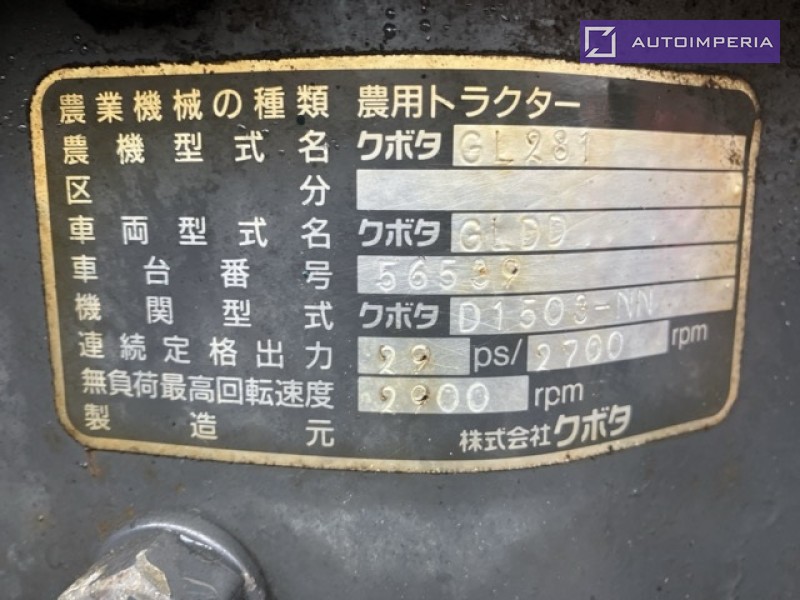 AUTOIMPERIA
農業機械の種類 農用トラクター
農機型式名 クボタ GL281
区分
車両型式名 クボタ GLDD
車台番号 56539
機関型式 クボタ D1503-NN
連続定格出力 29 ps/2700 rpm
無負荷最高回転速度 2900 rpm
製造元 株式会社クボタ